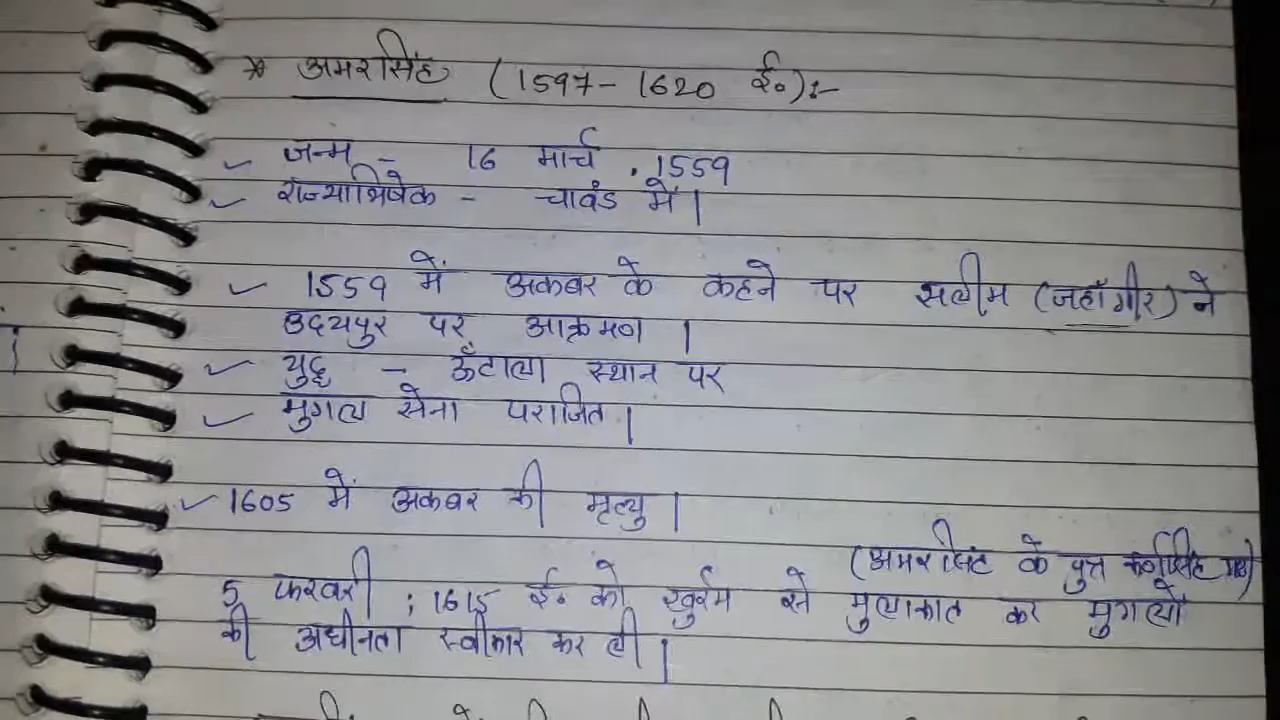 * अमरसिंह (1597-1620 ई०):-
✓ जन्म - 16 मार्च, 1559
✓ राज्याभिषेक - चावंड में।
✓ 1559 में अकबर के कहने पर सलीम (जहाँगीर) ने
उदयपुर पर आक्रमण।
✓ युद्ध - ऊँटाला स्थान पर
✓ मुगल सेना पराजित।
✓ 1605 में अकबर की मृत्यु।
(अमरसिंह के पुत्र कर्णसिंह
5 फरवरी, 1615 ई० को खुर्रम से मुलाकात कर मुगलों
की अधीनता स्वीकार कर ली।